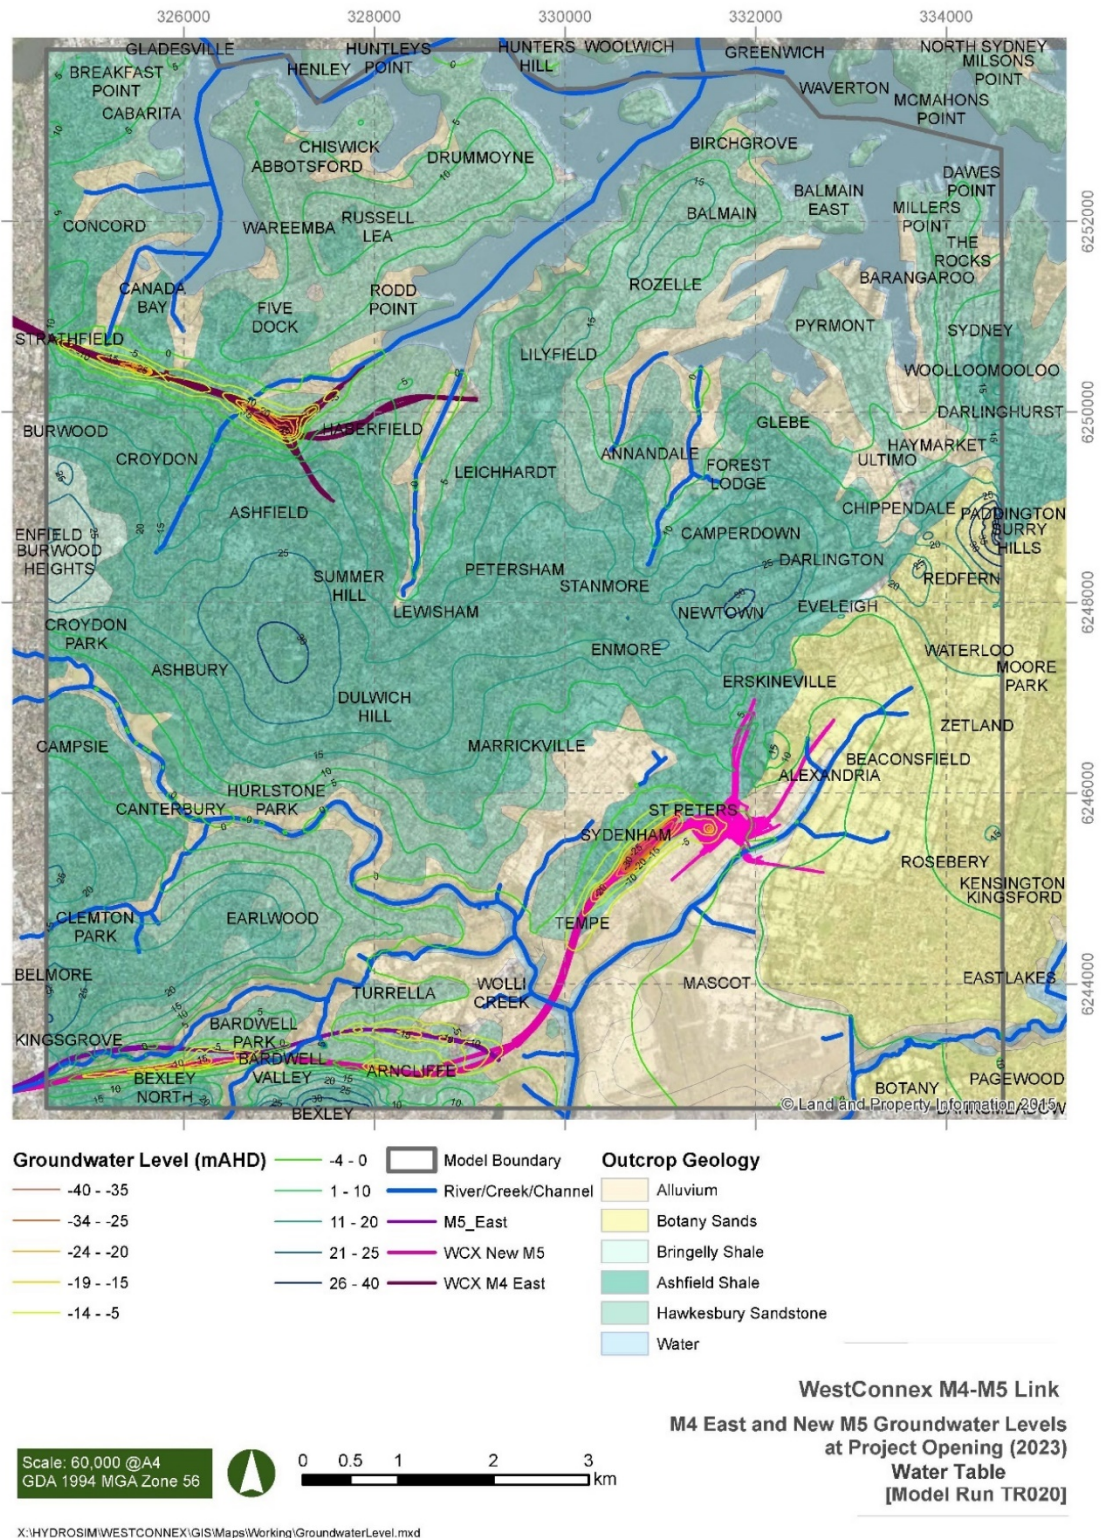 326000 328000 330000 332000 334000
GLADESVILLE
HUNTLEYS
POINT
HUNTERS
HILL
WOOLWICH
GREENWICH
NORTH SYDNEY
MILSONS
POINT
BREAKFAST
POINT
HENLEY
WAVERTON
CABARITA
MCMAHONS
POINT
CHISWICK
ABBOTSFORD
DRUMMOYNE
BIRCHGROVE
DAWES
POINT
BALMAIN
EAST
BALMAIN
MILLERS
POINT
6252000
CONCORD
WAREEMBA
RUSSELL
LEA
THE
ROCKS
BARANGAROO
CANADA
BAY
FIVE
DOCK
RODD
POINT
ROZELLE
PYRMONT
SYDNEY
STRATHFIELD
LILYFIELD
WOOLLOOMOOLOO
6250000
DARLINGHURST
BURWOOD
HABERFIELD
GLEBE
HAYMARKET
ULTIMO
CROYDON
LEICHHARDT
ANNANDALE
FOREST
LODGE
ASHFIELD
CHIPPENDALE
PADDINGTON
SURRY
HILLS
ENFIELD
BURWOOD
HEIGHTS
CAMPERDOWN
DARLINGTON
SUMMER
HILL
PETERSHAM
STANMORE
REDFERN
6248000
LEWISHAM
NEWTOWN
EVELEIGH
CROYDON
PARK
ENMORE
WATERLOO
MOORE
PARK
ASHBURY
ERSKINEVILLE
DULWICH
HILL
ZETLAND
CAMPSIE
MARRICKVILLE
BEACONSFIELD
ALEXANDRIA
6246000
HURLSTONE
PARK
CANTERBURY
ST PETERS
SYDENHAM
ROSEBERY
KENSINGTON
KINGSFORD
CLEMTON
PARK
EARLWOOD
TEMPE
6244000
BELMORE
TURRELLA
WOLLI
CREEK
MASCOT
EASTLAKES
KINGSGROVE
BARDWELL
PARK
BARDWELL
VALLEY
ARNCLIFFE
BEXLEY
NORTH
BEXLEY
BOTANY
PAGEWOOD
© Land and Property Information 2015
Groundwater Level (mAHD)
-40 - -35
-34 - -25
-24 - -20
-19 - -15
-14 - -5
-4 - 0
1 - 10
11 - 20
21 - 25
26 - 40
Model Boundary
River/Creek/Channel
M5_East
WCX New M5
WCX M4 East
Outcrop Geology
Alluvium
Botany Sands
Bringelly Shale
Ashfield Shale
Hawkesbury Sandstone
Water
WestConnex M4-M5 Link
M4 East and New M5 Groundwater Levels
at Project Opening (2023)
Water Table
[Model Run TR020]
Scale: 60,000 @A4
GDA 1994 MGA Zone 56
0 0.5 1 2 3
km
X:\HYDROSIM\WESTCONNEX\GIS\Maps\Working\GroundwaterLevel.mxd